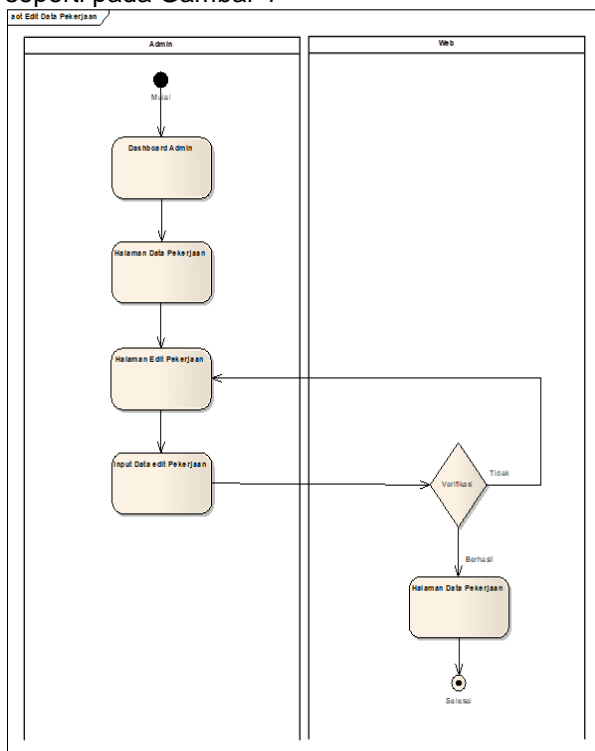 seperti pada Gambar 4
act Edit Data Pekerjaan
Admin
Web
Mulai
Dashboard Admin
Halaman Data Pekerjaan
Halaman Edit Pekerjaan
Input Data edit Pekerjaan
Verifikasi
Tidak
Berhasil
Halaman Data Pekerjaan
Selesai